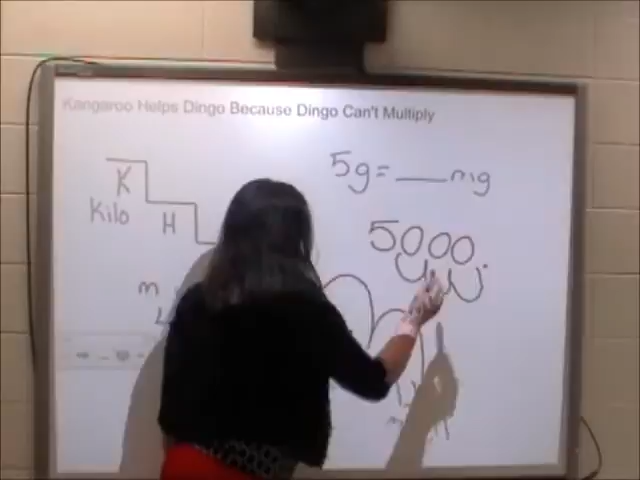 Kangaroo Helps Dingo Because Dingo Can't Multiply
5g = ___ mg
K
Kilo
H
5000.
m